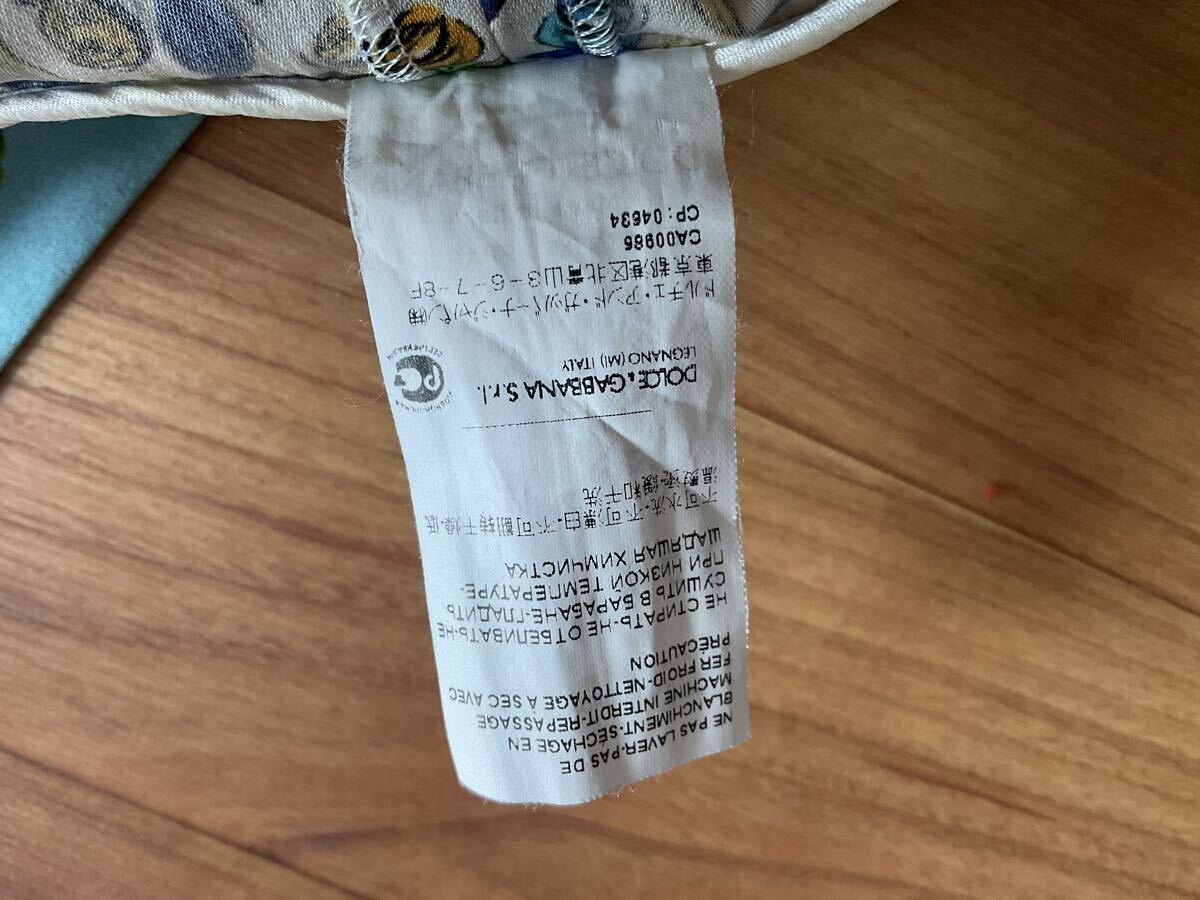 NE PAS LAVER-PAS DE
BLANCHIMENT-SÉCHAGE EN
MACHINE INTERDIT-REPASSAGE
FER FROID-NETTOYAGE À SEC AVEC
PRÉCAUTION
НЕ СТИРАТЬ-НЕ ОТБЕЛИВАТЬ-НЕ
СУШИТЬ В БАРАБАНЕ-ГЛАДИТЬ
ПРИ НИЗКОЙ ТЕМПЕРАТУРЕ-
ЩАДЯЩАЯ ХИМЧИСТКА
不可水洗-不可漂白-不可翻转干燥-低
温熨烫-缓和干洗
DOLCE&GABBANA S.r.l.
LEGNANO (MI) ITALY
ドルチェ・アンド・ガッバーナ・ジャパン㈱
東京都港区北青山3-6-7-8F
CA00986
CP:04634